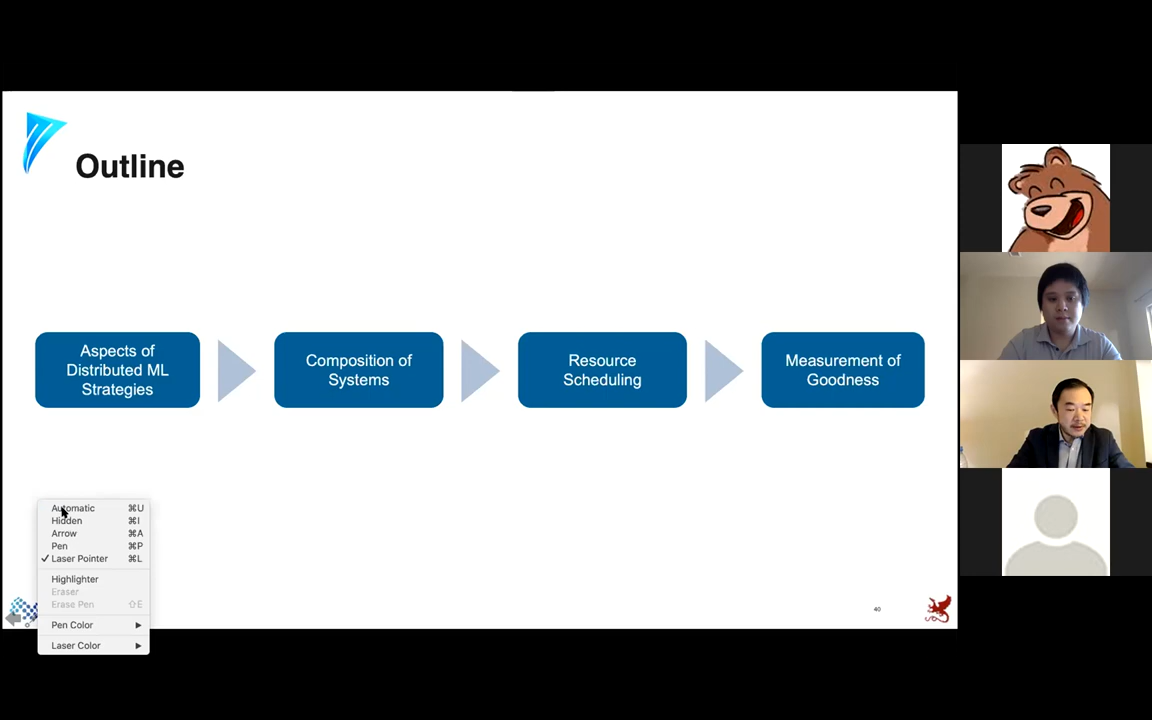 Outline
Aspects of
Distributed ML
Strategies
Composition of
Systems
Resource
Scheduling
Measurement of
Goodness
Automatic ⌘U
Hidden ⌘I
Arrow ⌘A
Pen ⌘P
✓ Laser Pointer ⌘L
Highlighter
Eraser
Erase Pen ⇧E
Pen Color ▶
Laser Color ▶
40